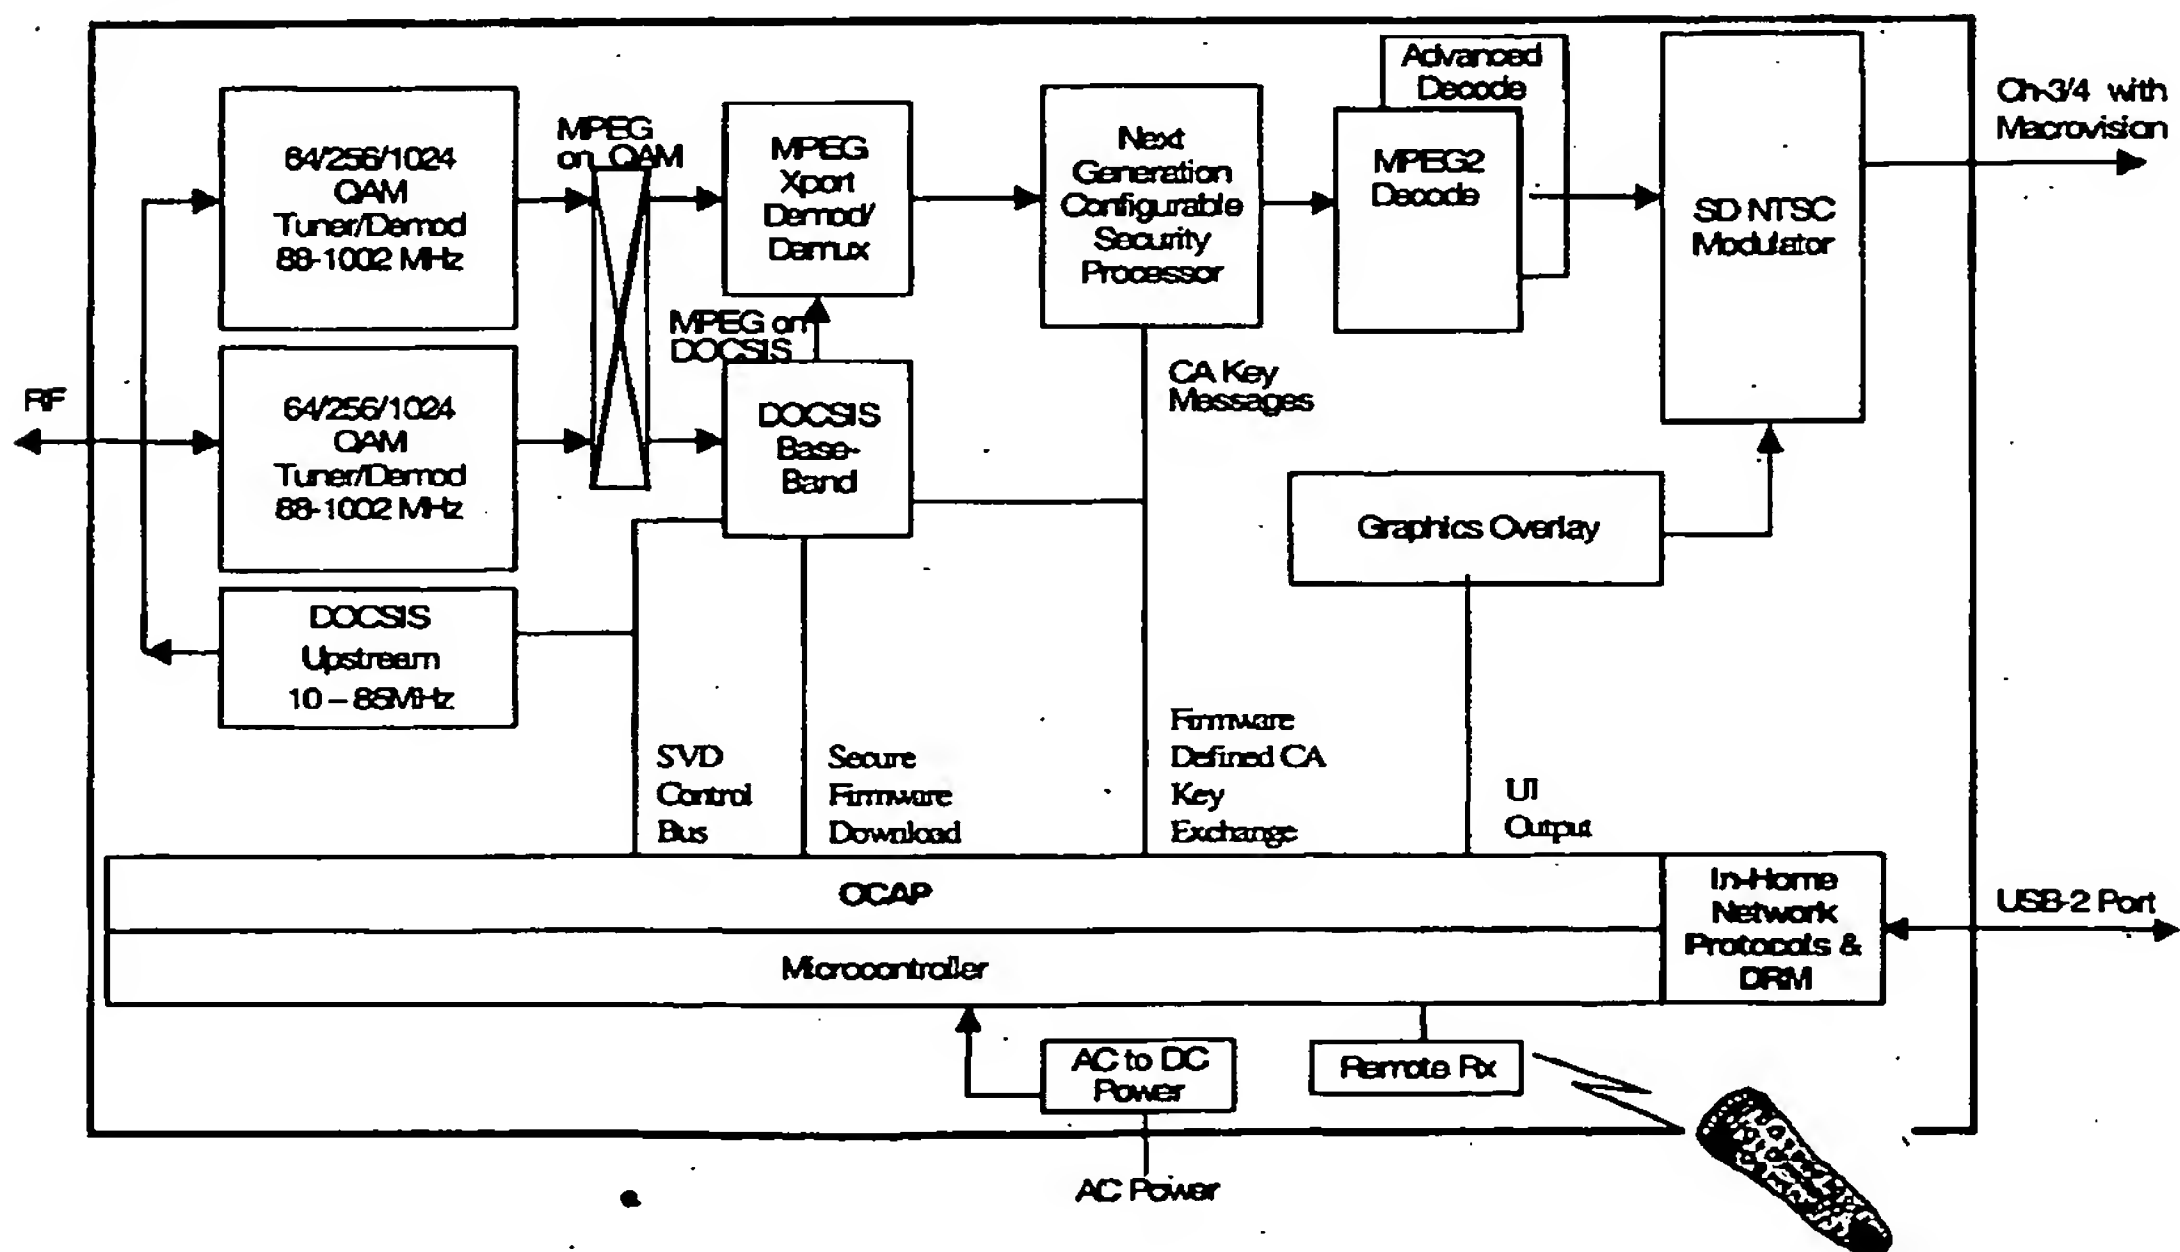 64/256/1024
QAM
Tuner/Demod
88-1002 MHz
MPEG
on QAM
MPEG
Xport
Demod/
Demux
Next
Generation
Configurable
Security
Processor
Advanced
Decode
MPEG2
Decode
SD NTSC
Modulator
Ch-3/4 with
Macrovision
RF
64/256/1024
QAM
Tuner/Demod
88-1002 MHz
MPEG on
DOCSIS
DOCSIS
Base-
Band
CA Key
Messages
Graphics Overlay
DOCSIS
Upstream
10 – 85MHz
SVD
Control
Bus
Secure
Firmware
Download
Firmware
Defined CA
Key
Exchange
UI
Output
OCAP
Microcontroller
In-Home
Network
Protocols &
DRM
USB-2 Port
AC to DC
Power
Remote Rx
AC Power